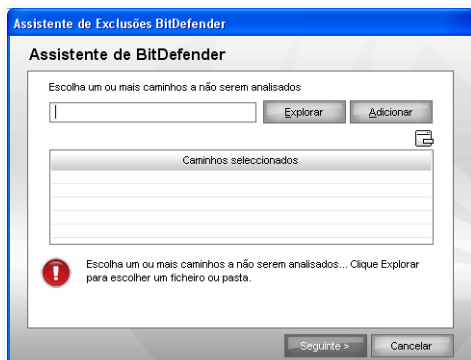 Assistente de Exclusões BitDefender
Assistente de BitDefender
Escolha um ou mais caminhos a não serem analisados
Explorar
Adicionar
Caminhos seleccionados
Escolha um ou mais caminhos a não serem analisados... Clique Explorar
para escolher um ficheiro ou pasta.
Seguinte >
Cancelar